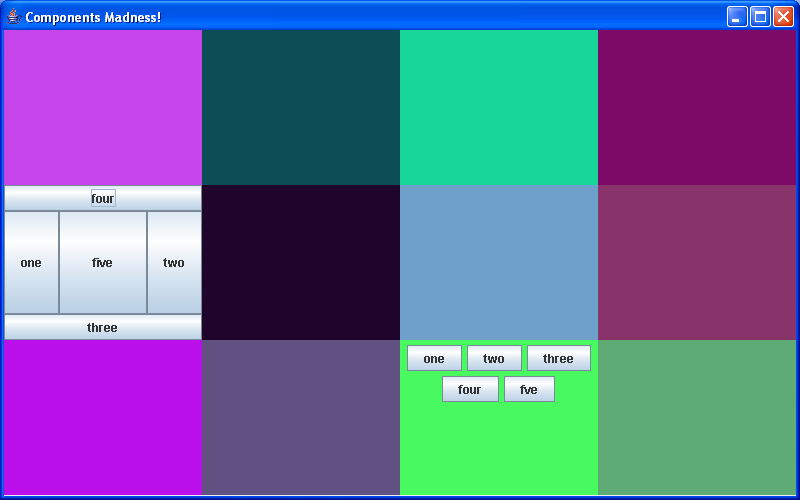 Components Madness!
four
one five two
three
one two three
four fve